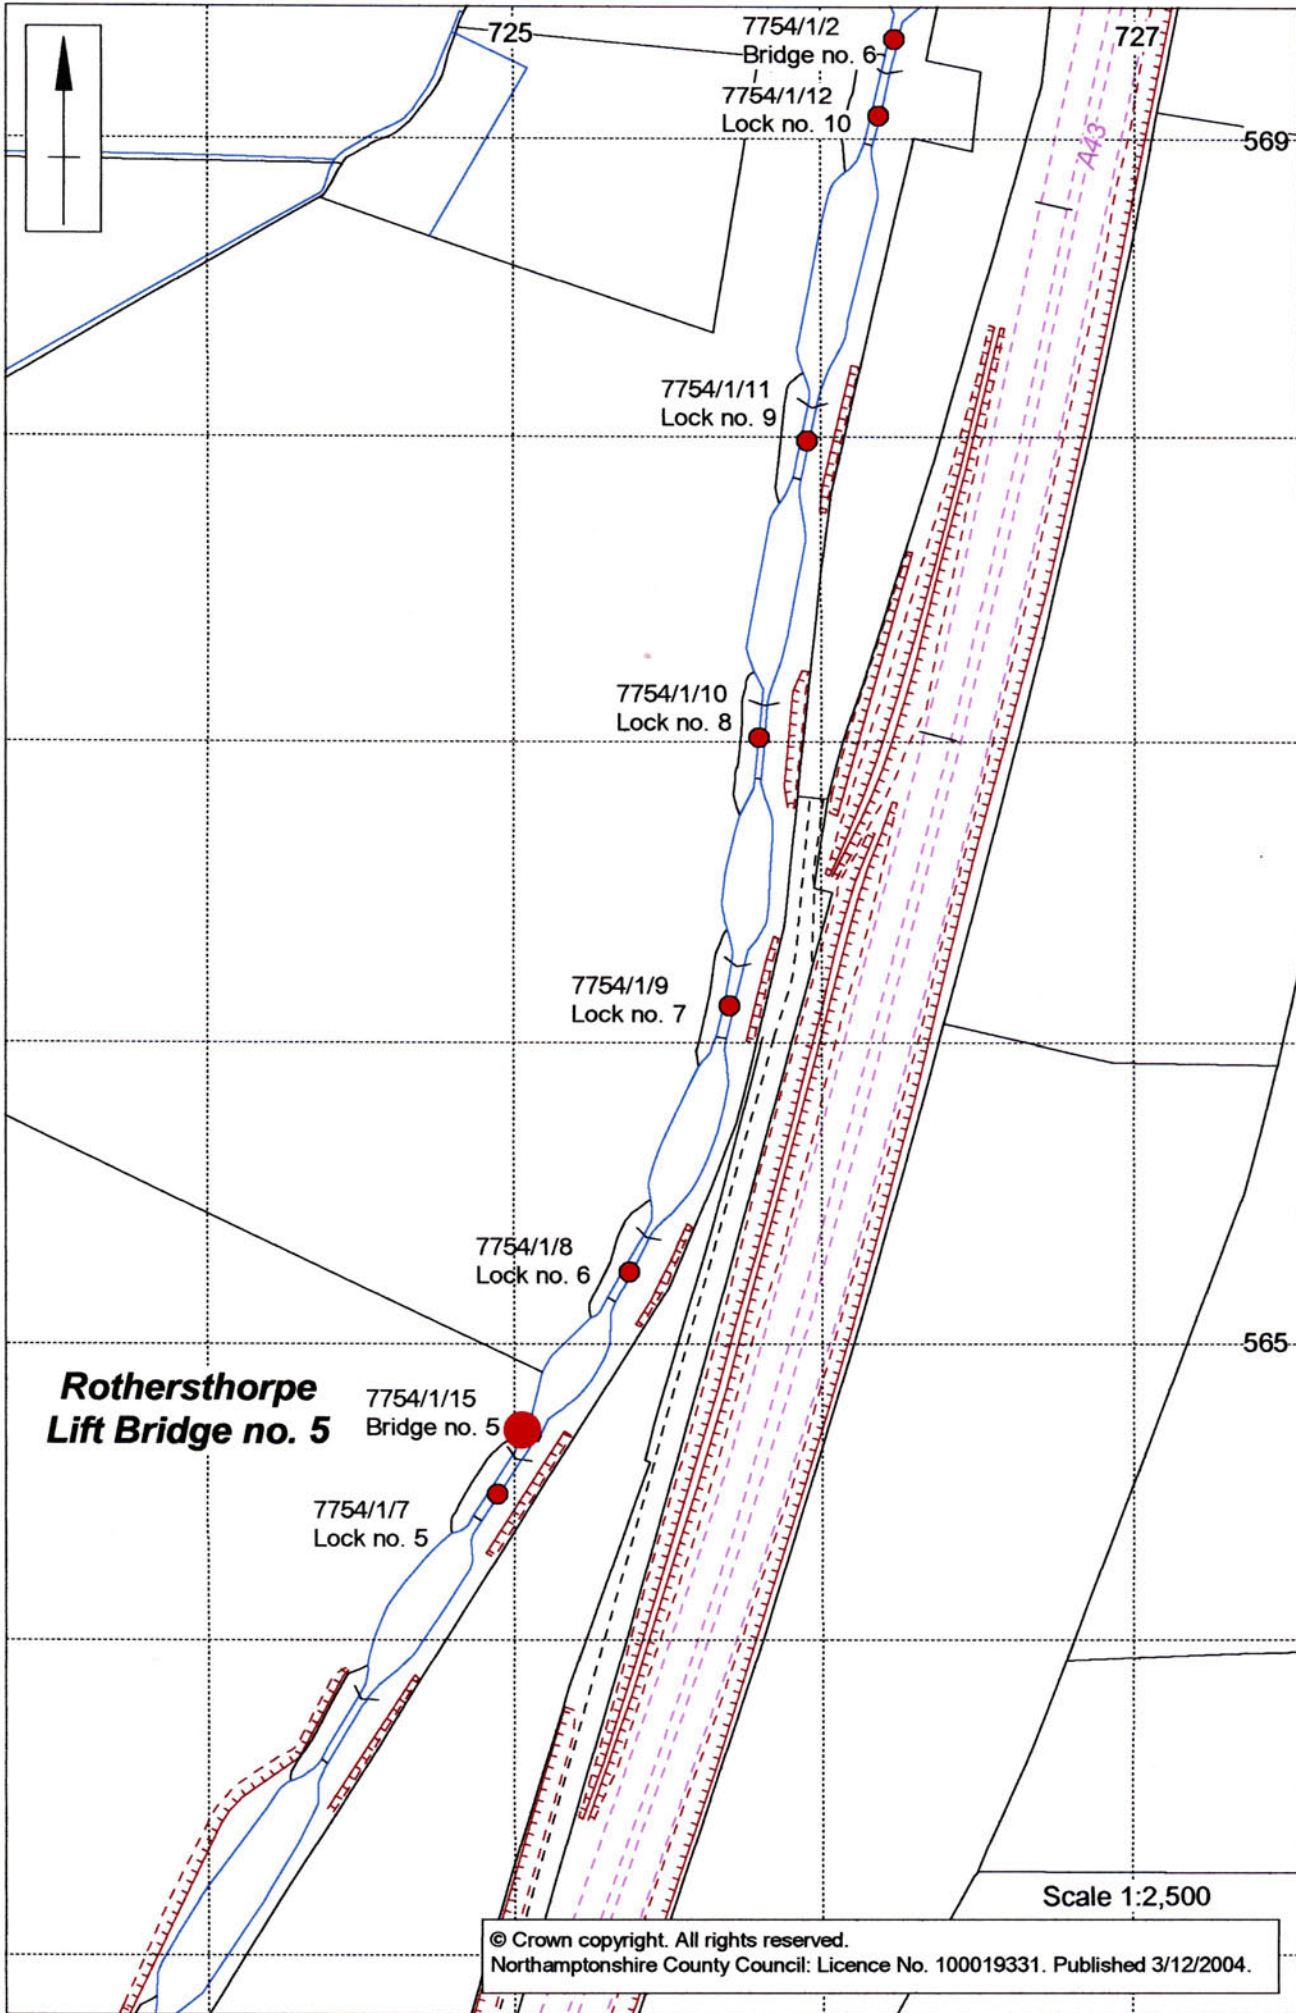 725
7754/1/2
Bridge no. 6
727
7754/1/12
Lock no. 10
A43
569
7754/1/11
Lock no. 9
7754/1/10
Lock no. 8
7754/1/9
Lock no. 7
7754/1/8
Lock no. 6
565
Rothersthorpe
Lift Bridge no. 5
7754/1/15
Bridge no. 5
7754/1/7
Lock no. 5
Scale 1:2,500
© Crown copyright. All rights reserved.
Northamptonshire County Council: Licence No. 100019331. Published 3/12/2004.